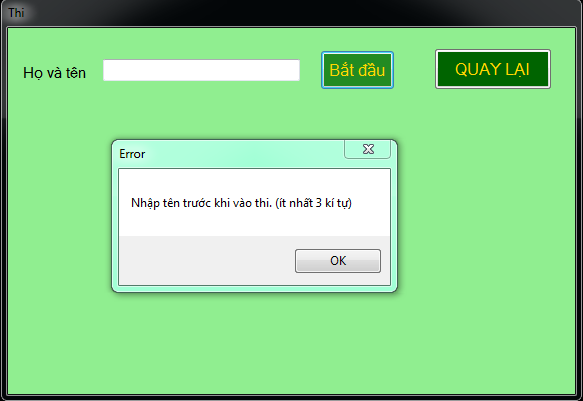 Thi
Họ và tên
Bắt đầu
QUAY LẠI
Error
Nhập tên trước khi vào thi. (ít nhất 3 kí tự)
OK